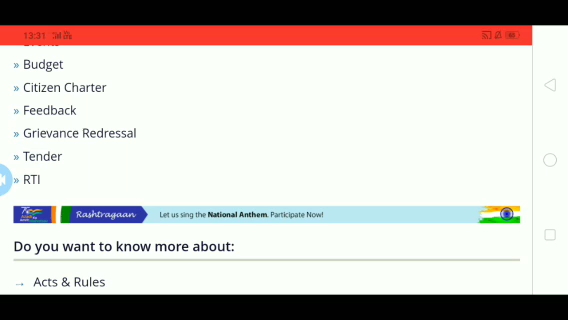 13:31
» Budget
» Citizen Charter
» Feedback
» Grievance Redressal
» Tender
» RTI
Rashtragaan Let us sing the National Anthem. Participate Now!
Do you want to know more about:
→ Acts & Rules